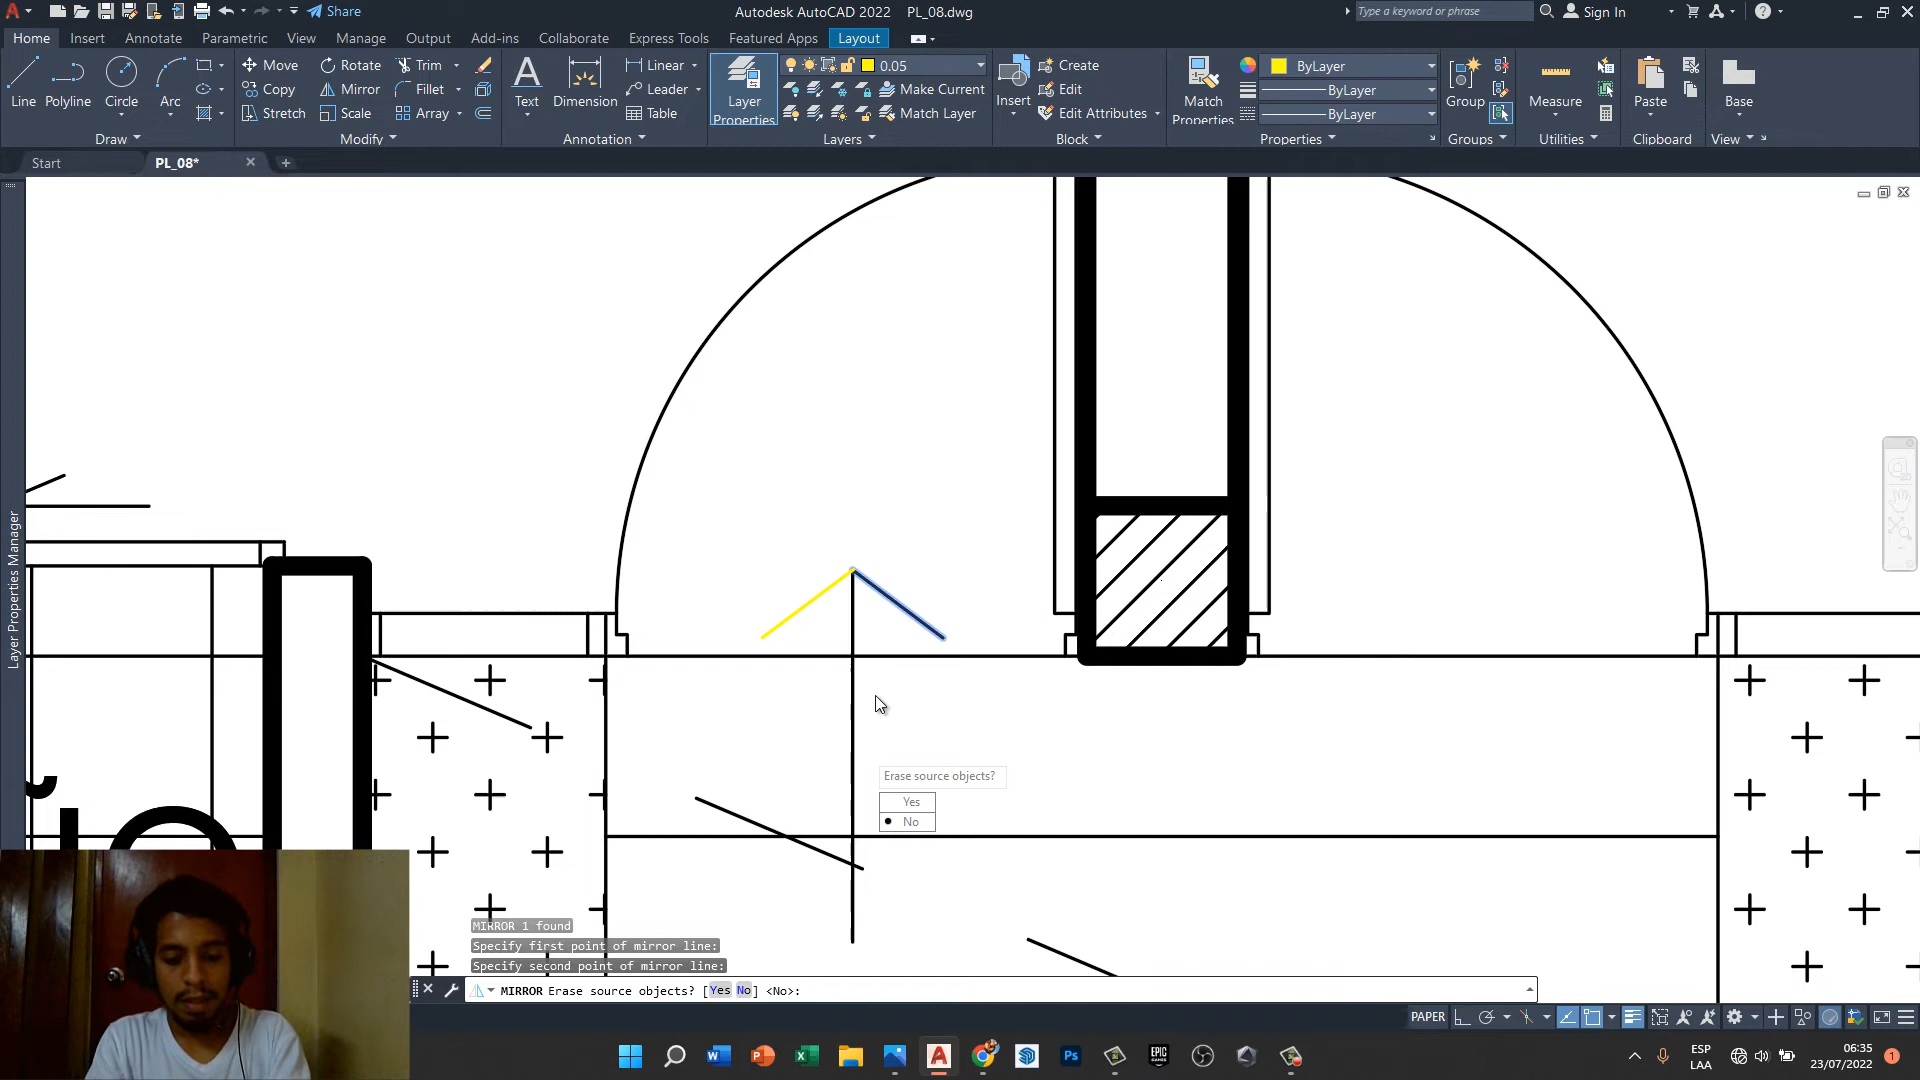 Share
Autodesk AutoCAD 2022 PL_08.dwg
Type a keyword or phrase
Sign In
Home Insert Annotate Parametric View Manage Output Add-ins Collaborate Express Tools Featured Apps Layout
Line Polyline Circle Arc
Move Rotate Trim
Copy Mirror Fillet
Stretch Scale Array
Text Dimension
Linear
Leader
Table
Layer Properties
0.05
Make Current
Match Layer
Insert
Create
Edit
Edit Attributes
Match Properties
ByLayer
ByLayer
ByLayer
Group
Measure
Paste
Base
Draw Modify Annotation Layers Block Properties Groups Utilities Clipboard View
Start PL_08*
Layer Properties Manager
Erase source objects?
Yes
No
MIRROR 1 found
Specify first point of mirror line:
Specify second point of mirror line:
MIRROR Erase source objects? [Yes No] <No>:
PAPER
EPIC GAMES
ESP
LAA
06:35
23/07/2022
1